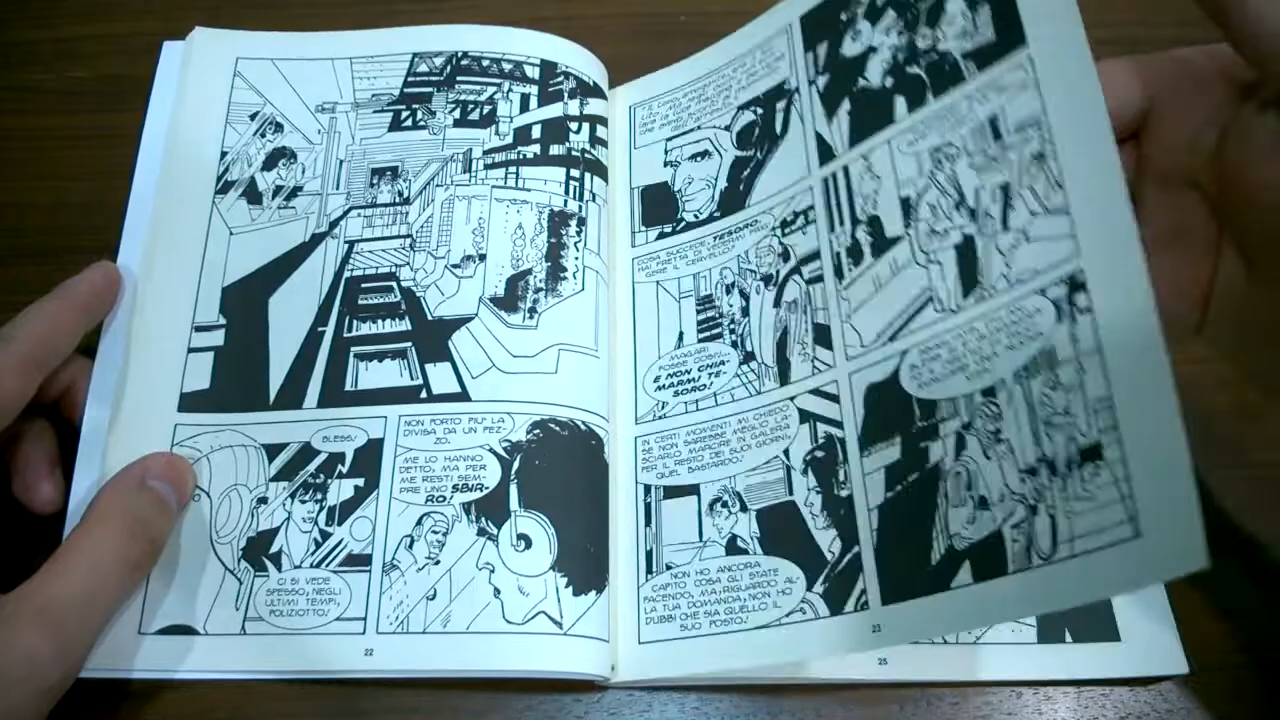 BLESS!
CI SI VEDE
SPESSO, NEGLI
ULTIMI TEMPI,
POLIZIOTTO!
NON PORTO PIU' LA
DIVISA DA UN PEZ-
ZO.
ME LO HANNO
DETTO, MA PER
ME RESTI SEM-
PRE UNO SBIR-
RO!
22
COSA SUCCEDE, TESORO.
HAI FRETTA DI VEDERMI FRIG-
GERE IL CERVELLO?
MAGARI
FOSSE COSI'...
E NON CHIA-
MARMI TE-
SORO!
IN CERTI MOMENTI MI CHIEDO
SE NON SAREBBE MEGLIO LA-
SCIARLO MARCIRE IN GALERA
PER IL RESTO DEI SUOI GIORNI,
QUEL BASTARDO!
NON HO ANCORA
CAPITO COSA GLI STATE
FACENDO, MA, RIGUARDO AL-
LA TUA DOMANDA, NON HO
DUBBI CHE SIA QUELLO IL
SUO POSTO!
23
25